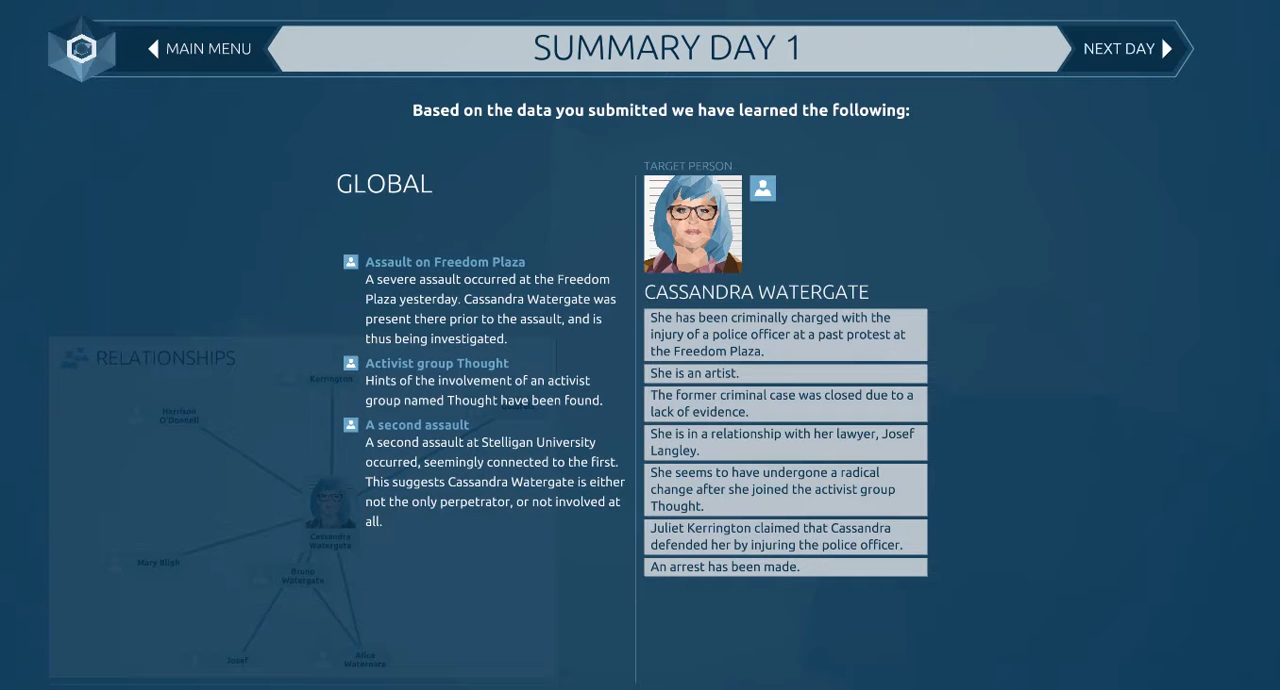 MAIN MENU
SUMMARY DAY 1
NEXT DAY
Based on the data you submitted we have learned the following:
GLOBAL
Assault on Freedom Plaza
A severe assault occurred at the Freedom
Plaza yesterday. Cassandra Watergate was
present there prior to the assault, and is
thus being investigated.
Activist group Thought
Hints of the involvement of an activist
group named Thought have been found.
A second assault
A second assault at Stelligan University
occurred, seemingly connected to the first.
This suggests Cassandra Watergate is either
not the only perpetrator, or not involved at
all.
TARGET PERSON
CASSANDRA WATERGATE
She has been criminally charged with the
injury of a police officer at a past protest at
the Freedom Plaza.
She is an artist.
The former criminal case was closed due to a
lack of evidence.
She is in a relationship with her lawyer, Josef
Langley.
She seems to have undergone a radical
change after she joined the activist group
Thought.
Juliet Kerrington claimed that Cassandra
defended her by injuring the police officer.
An arrest has been made.
RELATIONSHIPS
Kerrington
Harrison
O'Donnell
Cassandra
Watergate
Mary Bligh
Bruno
Watergate
Josef
Alice
Watergate